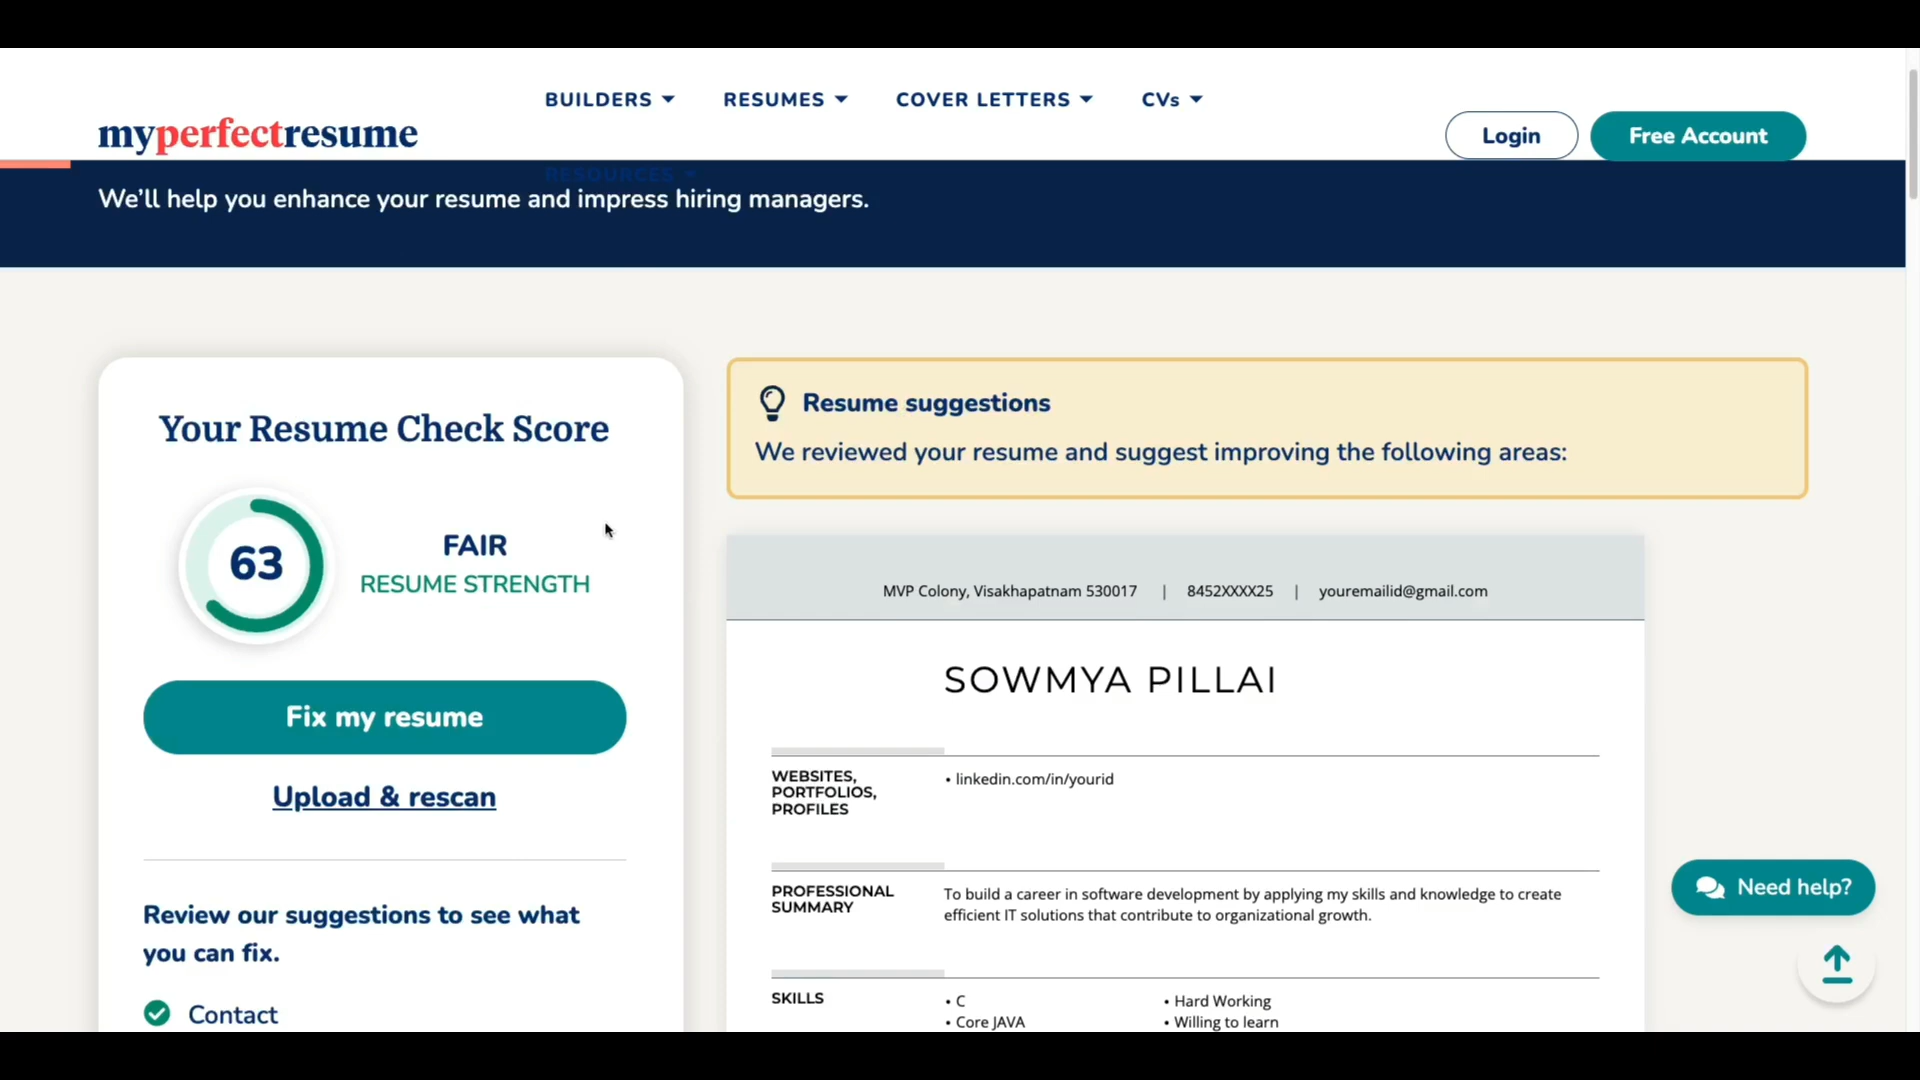 BUILDERS
RESUMES
COVER LETTERS
CVs
myperfectresume
Login
Free Account
RESOURCES
We'll help you enhance your resume and impress hiring managers.
Your Resume Check Score
63
FAIR
RESUME STRENGTH
Fix my resume
Upload & rescan
Review our suggestions to see what
you can fix.
Contact
Resume suggestions
We reviewed your resume and suggest improving the following areas:
MVP Colony, Visakhapatnam 530017 | 8452XXXX25 | youremailid@gmail.com
SOWMYA PILLAI
WEBSITES,
PORTFOLIOS,
PROFILES
• linkedin.com/in/yourid
PROFESSIONAL
SUMMARY
To build a career in software development by applying my skills and knowledge to create
efficient IT solutions that contribute to organizational growth.
SKILLS
• C
• Core JAVA
• Hard Working
• Willing to learn
Need help?